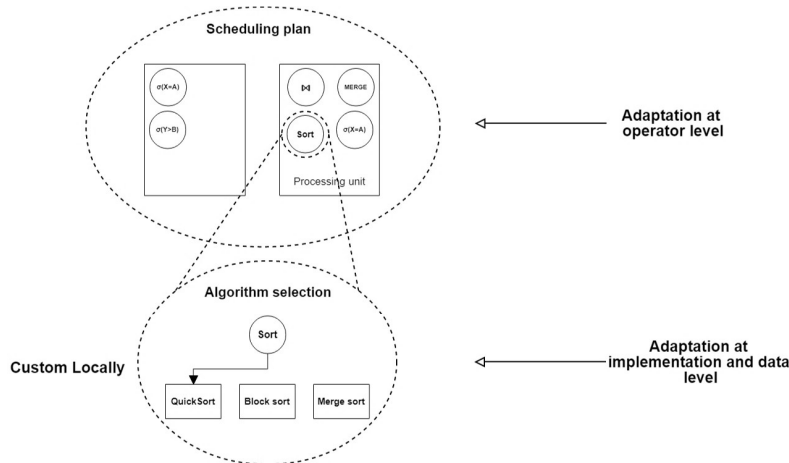 Scheduling plan
σ(X=A)
σ(Y>B)
⋈
MERGE
Sort
σ(X=A)
Processing unit
Adaptation at
operator level
Algorithm selection
Sort
QuickSort
Block sort
Merge sort
Custom Locally
Adaptation at
implementation and data
level